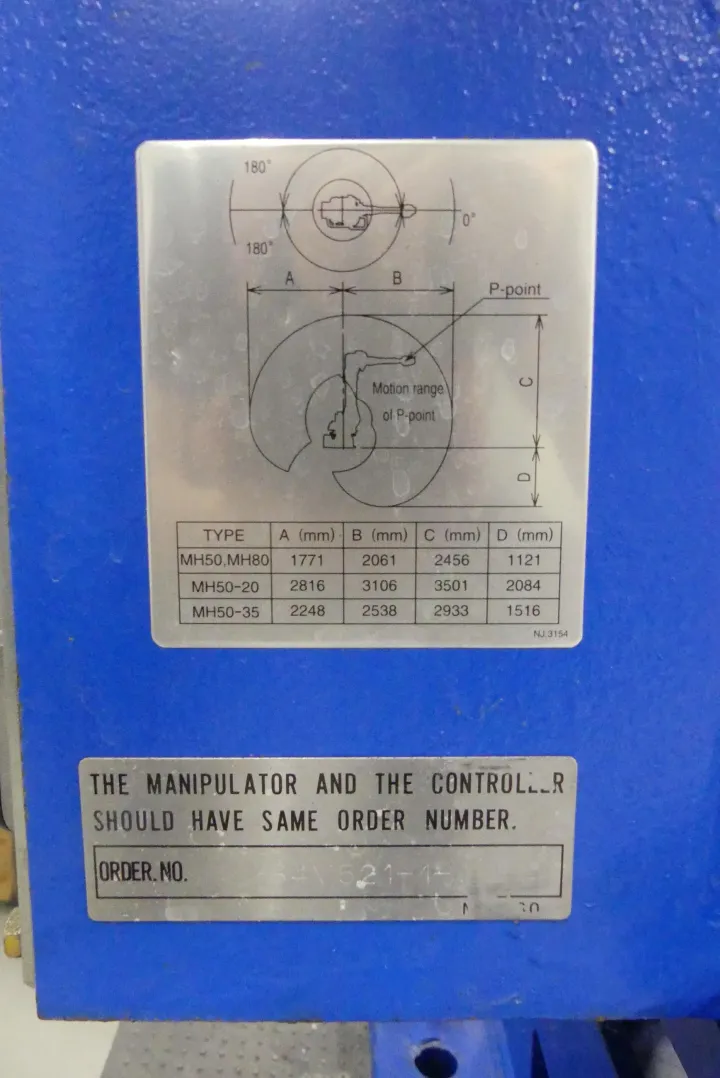 180°
0°
180°
A B
P-point
C
Motion range
of P-point
D
TYPE A (mm) B (mm) C (mm) D (mm)
MH50,MH80 1771 2061 2456 1121
MH50-20 2816 3106 3501 2084
MH50-35 2248 2538 2933 1516
NJ.3154
THE MANIPULATOR AND THE CONTROLLER
SHOULD HAVE SAME ORDER NUMBER.
ORDER.NO.